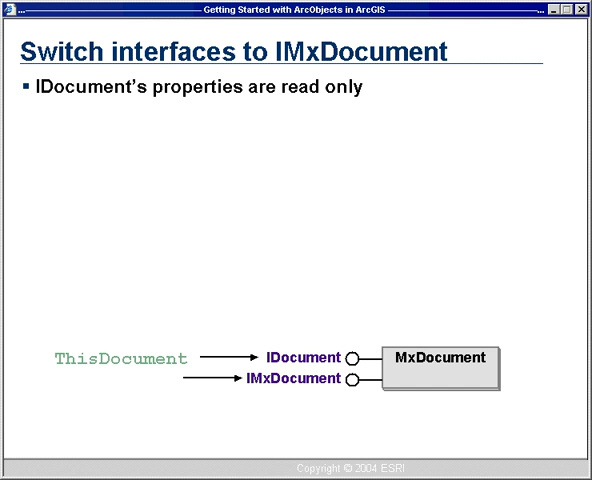 ... Getting Started with ArcObjects in ArcGIS ...
Switch interfaces to IMxDocument
▪ IDocument's properties are read only
ThisDocument IDocument MxDocument
IMxDocument
Copyright © 2004 ESRI